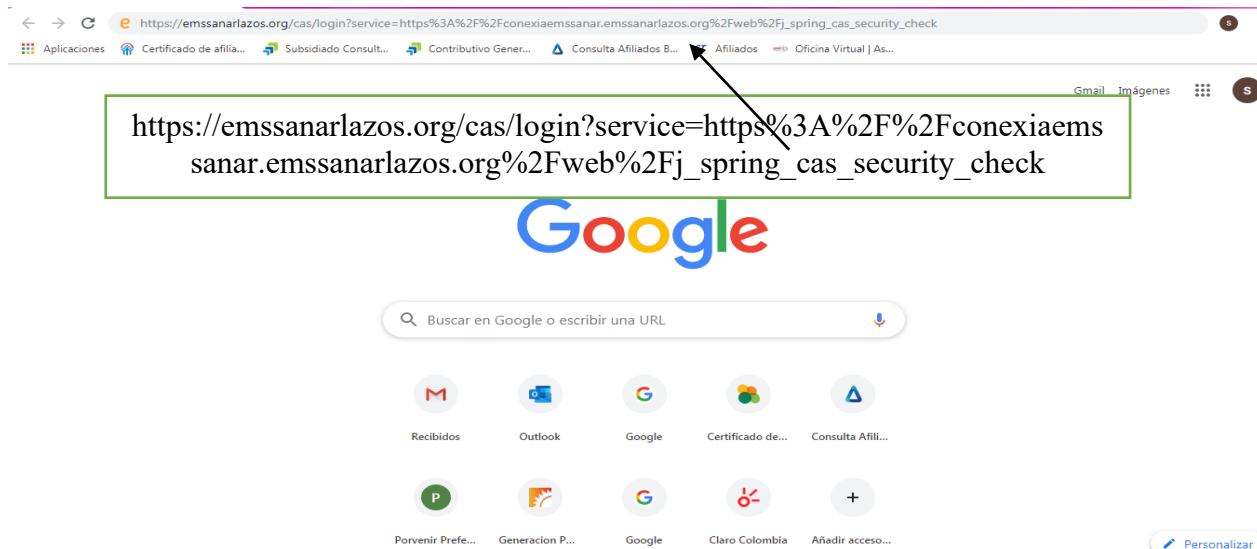 https://emssanarlazos.org/cas/login?service=https%3A%2F%2Fconexiaemssanar.emssanarlazos.org%2Fweb%2Fj_spring_cas_security_check
S
Aplicaciones Certificado de afilia... Subsidiado Consult... Contributivo Gener... Consulta Afiliados B... Afiliados Oficina Virtual | As...
Gmail Imágenes S
https://emssanarlazos.org/cas/login?service=https%3A%2F%2Fconexiaems
sanar.emssanarlazos.org%2Fweb%2Fj_spring_cas_security_check
Google
Buscar en Google o escribir una URL
Recibidos Outlook Google Certificado de... Consulta Afili...
P
Porvenir Prefe... Generacion P... Google Claro Colombia Añadir acceso...
Personalizar